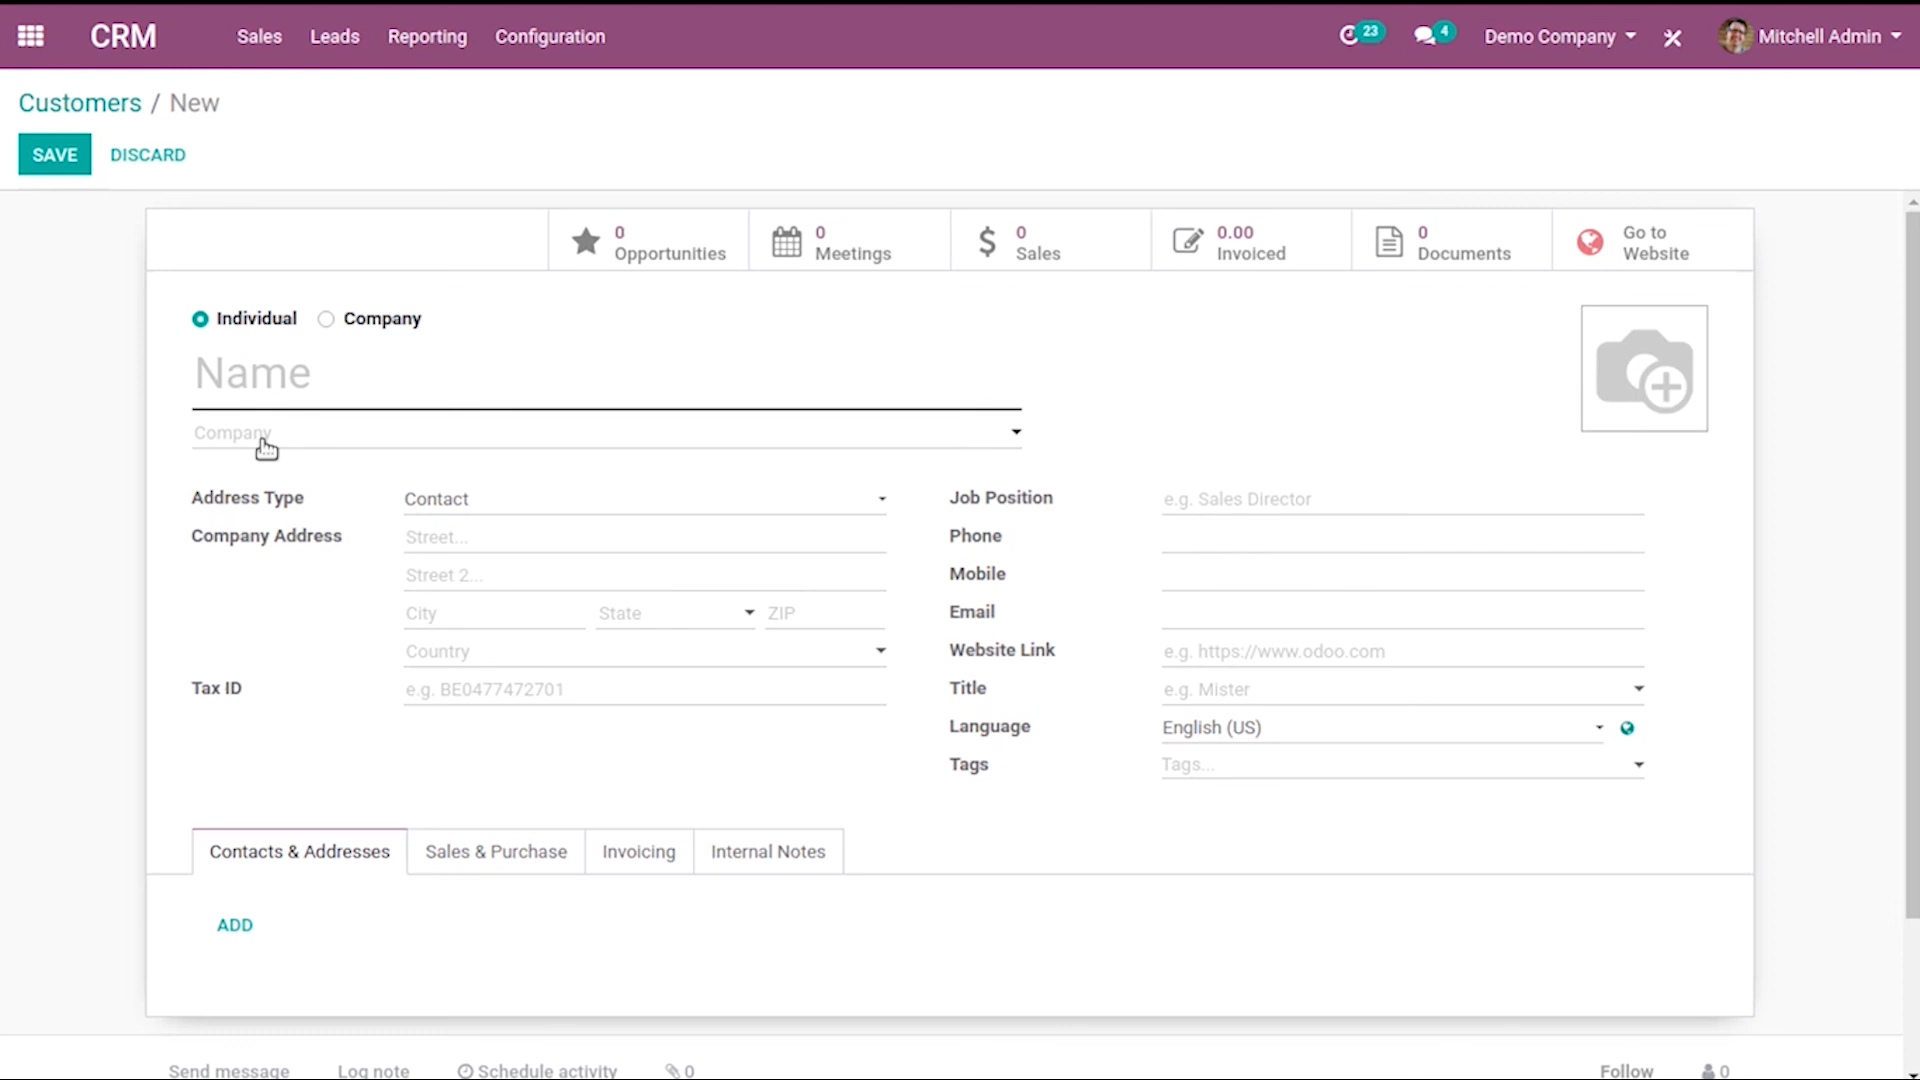 CRM Sales Leads Reporting Configuration 23 4 Demo Company Mitchell Admin
Customers / New
SAVE DISCARD
0 Opportunities
0 Meetings
0 Sales
0.00 Invoiced
0 Documents
Go to Website
Individual Company
Name
Company
Address Type Contact
Company Address Street...
Street 2...
City State ZIP
Country
Tax ID e.g. BE0477472701
Job Position e.g. Sales Director
Phone
Mobile
Email
Website Link e.g. https://www.odoo.com
Title e.g. Mister
Language English (US)
Tags Tags...
Contacts & Addresses Sales & Purchase Invoicing Internal Notes
ADD
Send message Log note Schedule activity 0 Follow 0